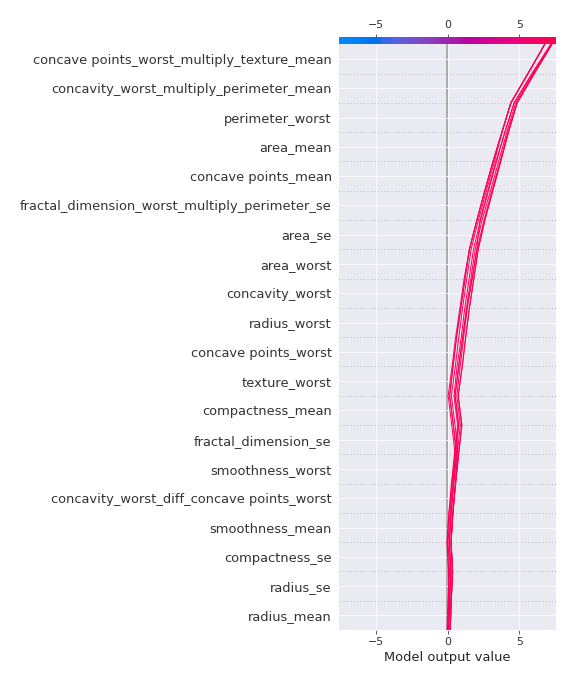 −5 0 5
concave points_worst_multiply_texture_mean
concavity_worst_multiply_perimeter_mean
perimeter_worst
area_mean
concave points_mean
fractal_dimension_worst_multiply_perimeter_se
area_se
area_worst
concavity_worst
radius_worst
concave points_worst
texture_worst
compactness_mean
fractal_dimension_se
smoothness_worst
concavity_worst_diff_concave points_worst
smoothness_mean
compactness_se
radius_se
radius_mean
−5 0 5
Model output value